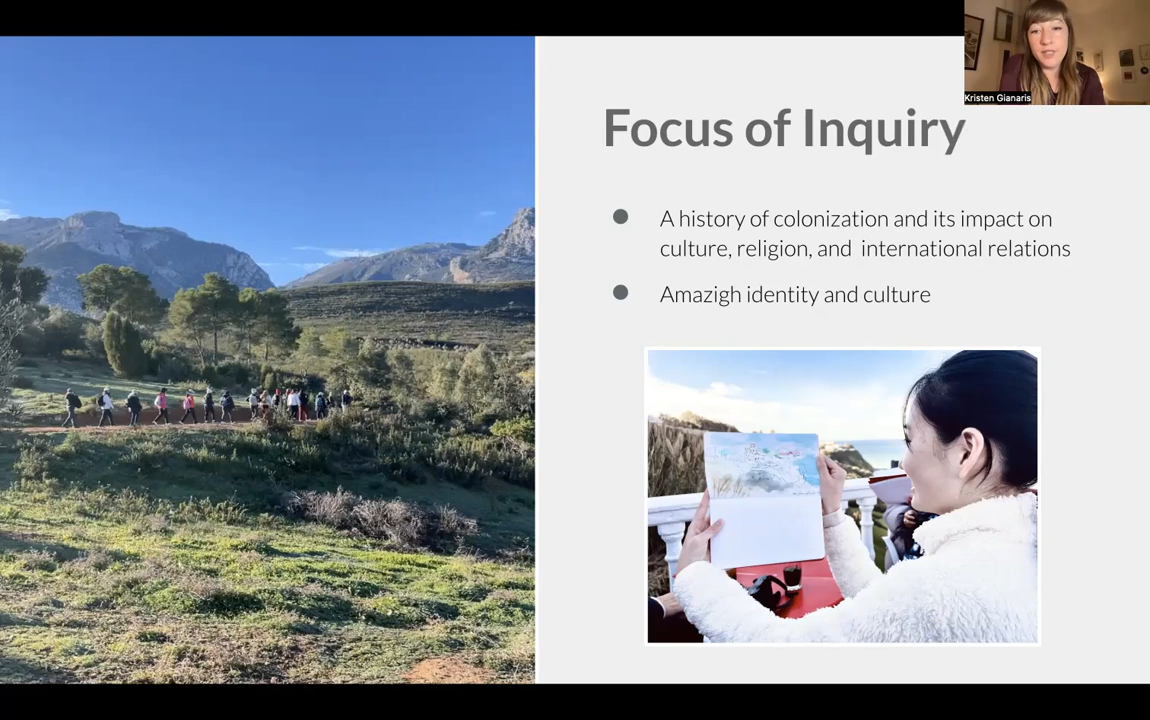 Kristen Gianaris
Focus of Inquiry
● A history of colonization and its impact on
culture, religion, and  international relations
● Amazigh identity and culture